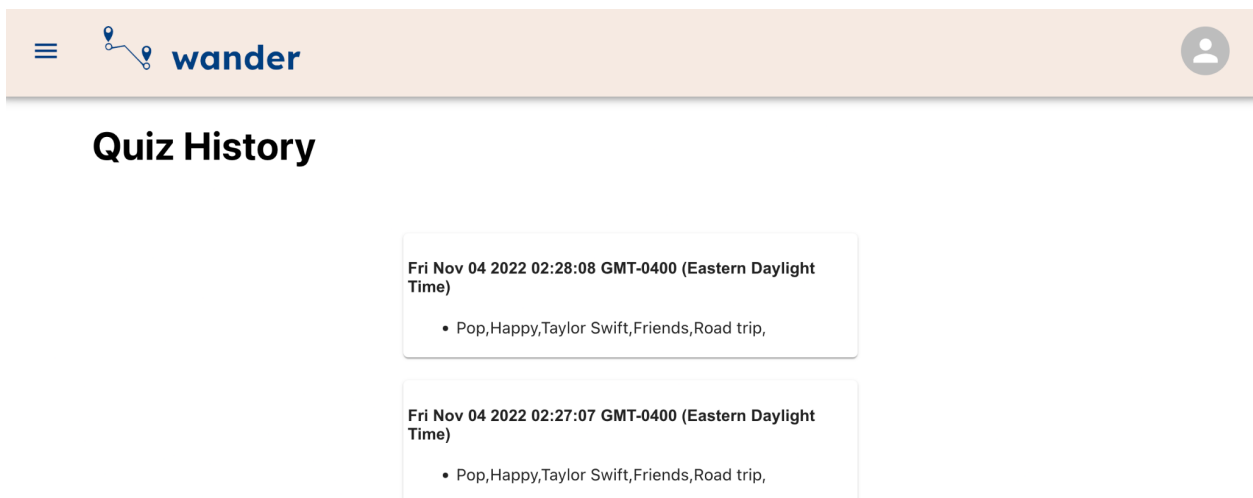 wander
Quiz History
Fri Nov 04 2022 02:28:08 GMT-0400 (Eastern Daylight
Time)
• Pop,Happy,Taylor Swift,Friends,Road trip,
Fri Nov 04 2022 02:27:07 GMT-0400 (Eastern Daylight
Time)
• Pop,Happy,Taylor Swift,Friends,Road trip,